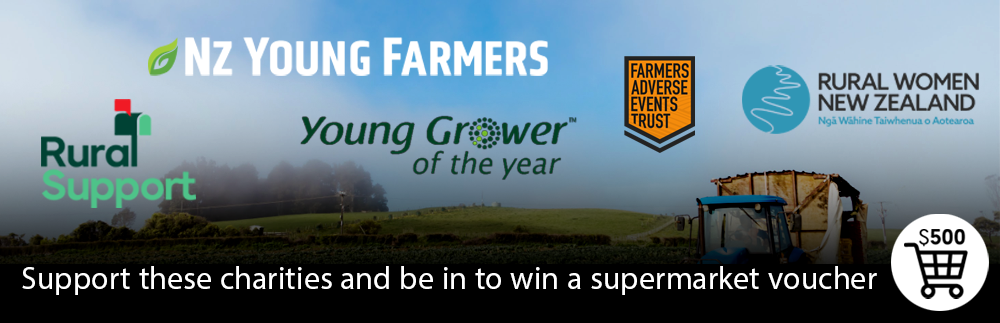 NZ YOUNG FARMERS
Rural
Support
Young Grower™
of the year
FARMERS
ADVERSE
EVENTS
TRUST
RURAL WOMEN
NEW ZEALAND
Ngā Wāhine Taiwhenua o Aotearoa
$500
Support these charities and be in to win a supermarket voucher